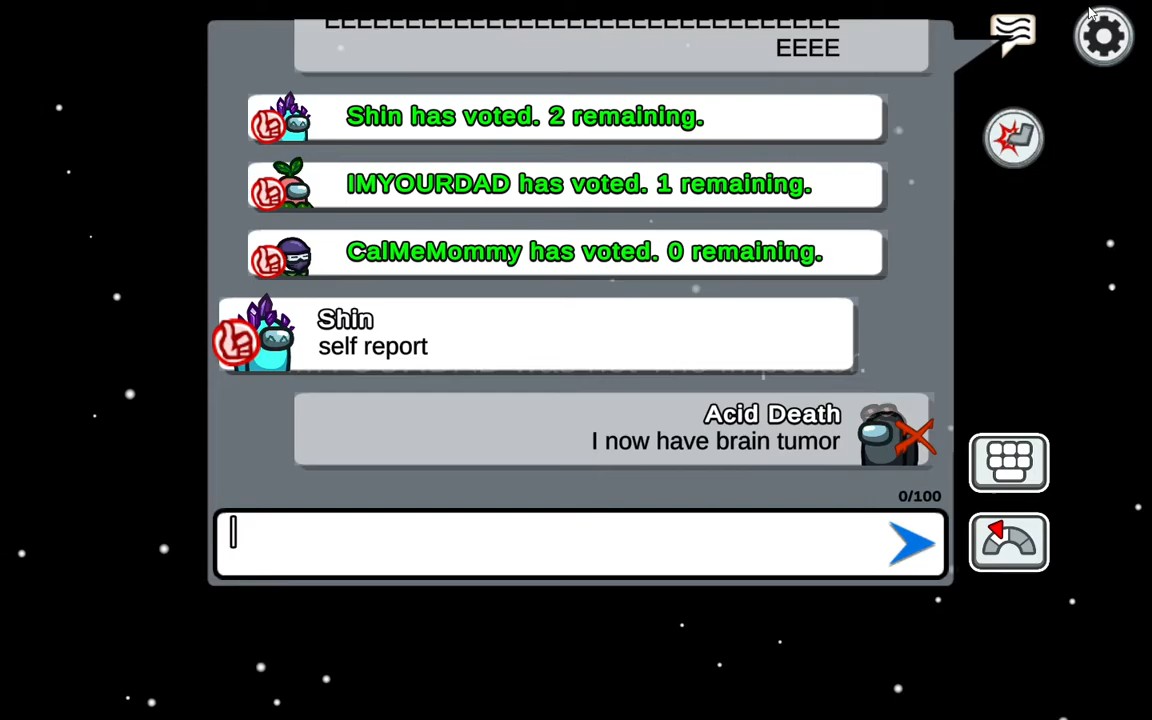 EEEE
Shin has voted. 2 remaining.
IMYOURDAD has voted. 1 remaining.
CalMeMommy has voted. 0 remaining.
Shin
self report
Acid Death
I now have brain tumor
0/100